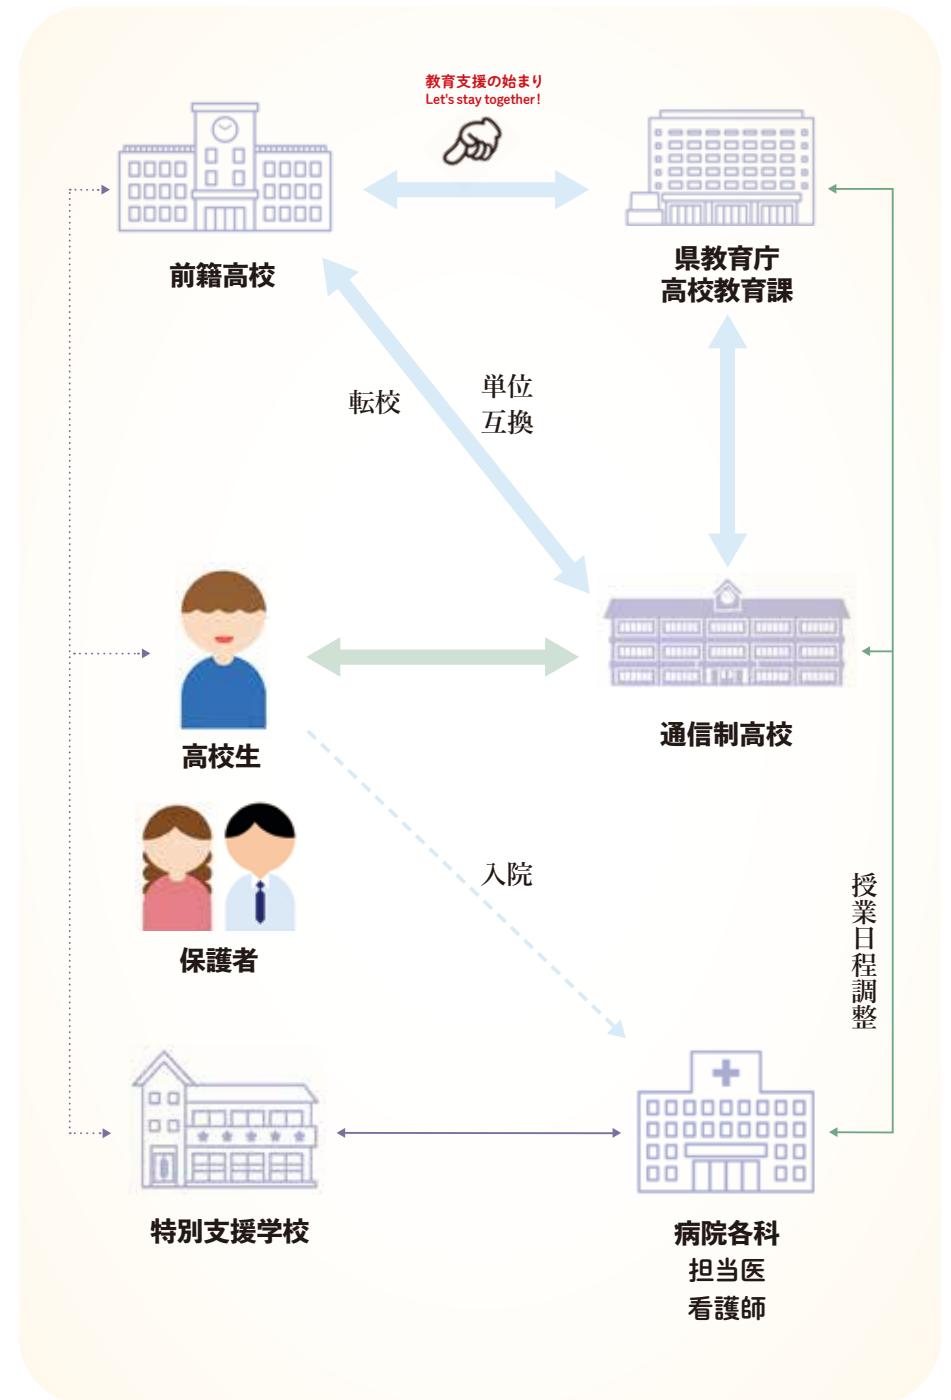 教育支援の始まり
Let's stay together!
前籍高校
県教育庁
高校教育課
転校
単位
互換
高校生
通信制高校
保護者
入院
授業日程調整
特別支援学校
病院各科
担当医
看護師